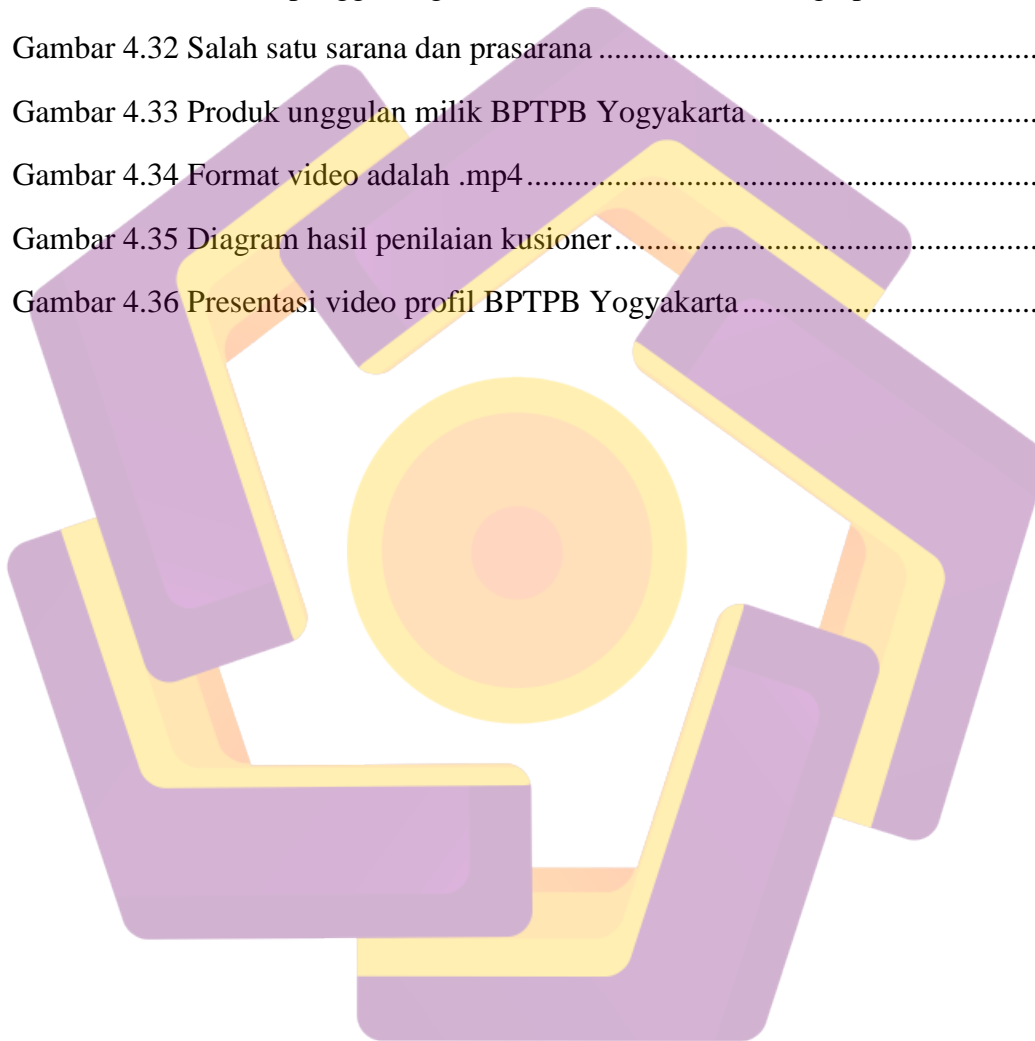 Gambar 4.32 Salah satu sarana dan prasarana ........................................................
Gambar 4.33 Produk unggulan milik BPTPB Yogyakarta ....................................
Gambar 4.34 Format video adalah .mp4 .................................................................
Gambar 4.35 Diagram hasil penilaian kusioner ......................................................
Gambar 4.36 Presentasi video profil BPTPB Yogyakarta .....................................